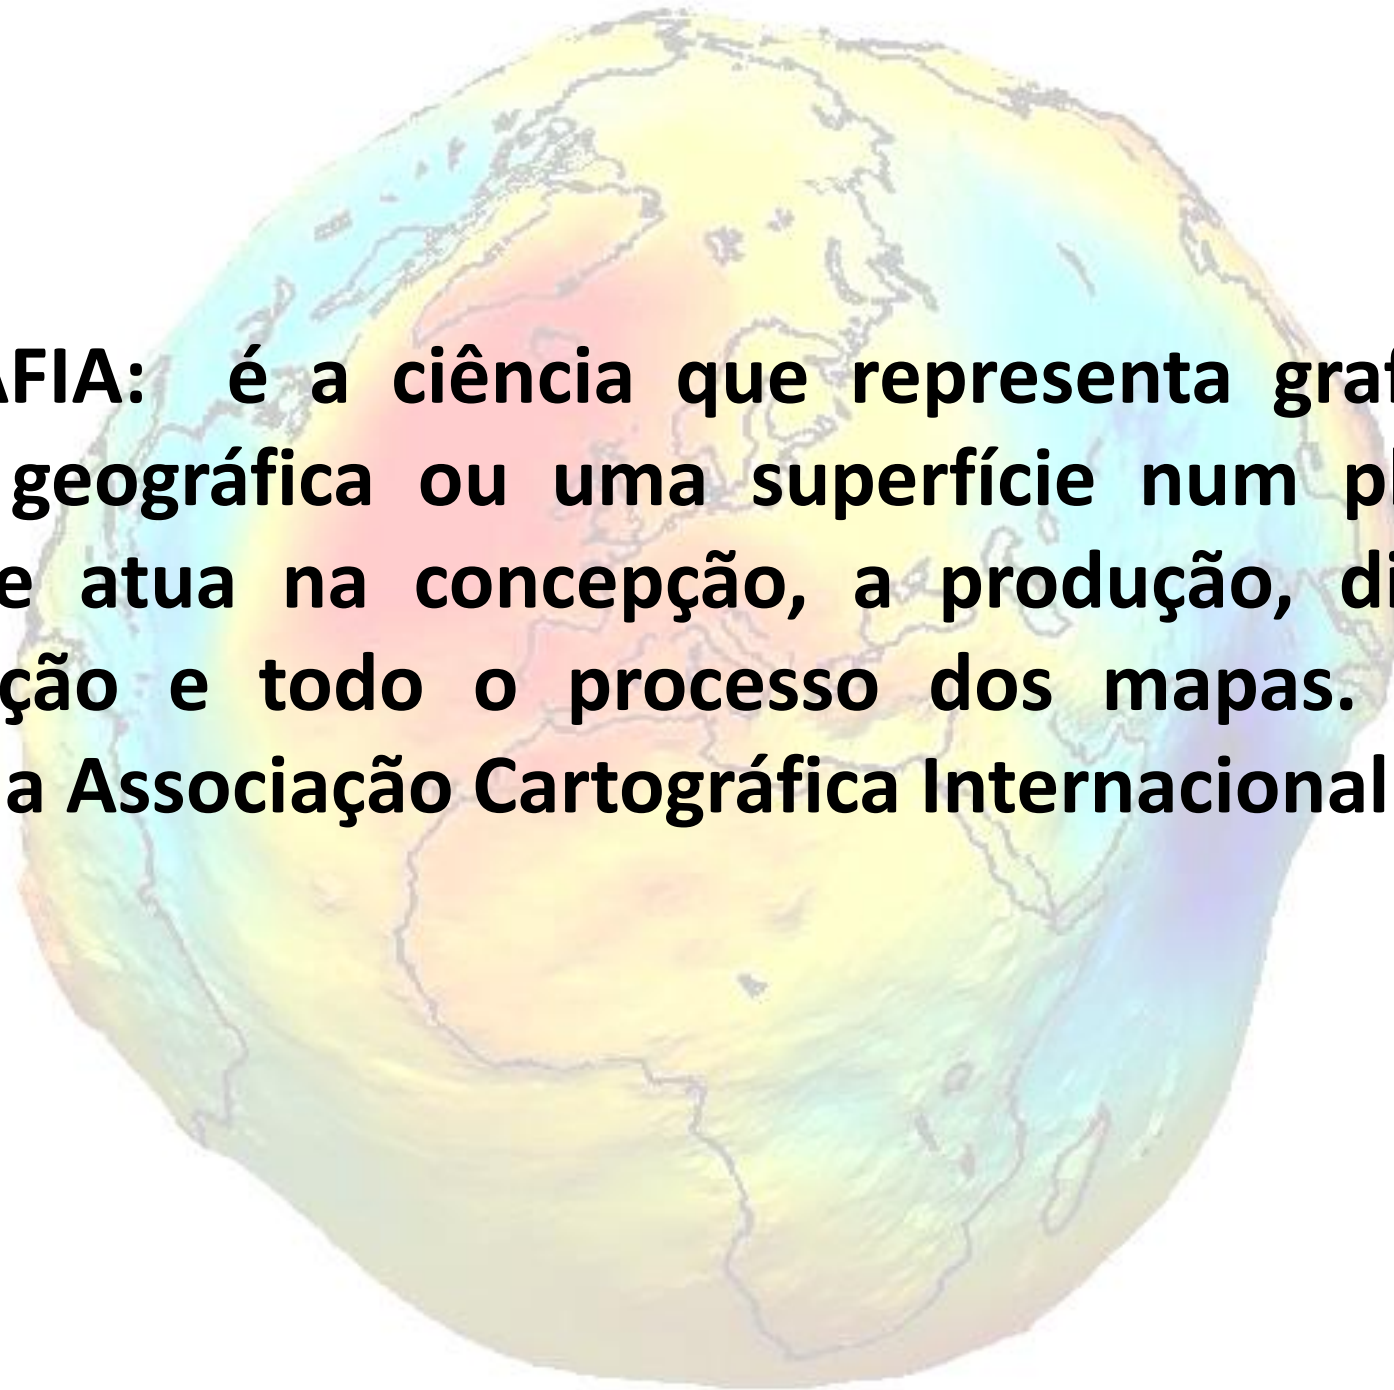 AFIA: é a ciência que representa graf
geográfica ou uma superfície num pl
e atua na concepção, a produção, di
ção e todo o processo dos mapas.
a Associação Cartográfica Internacional